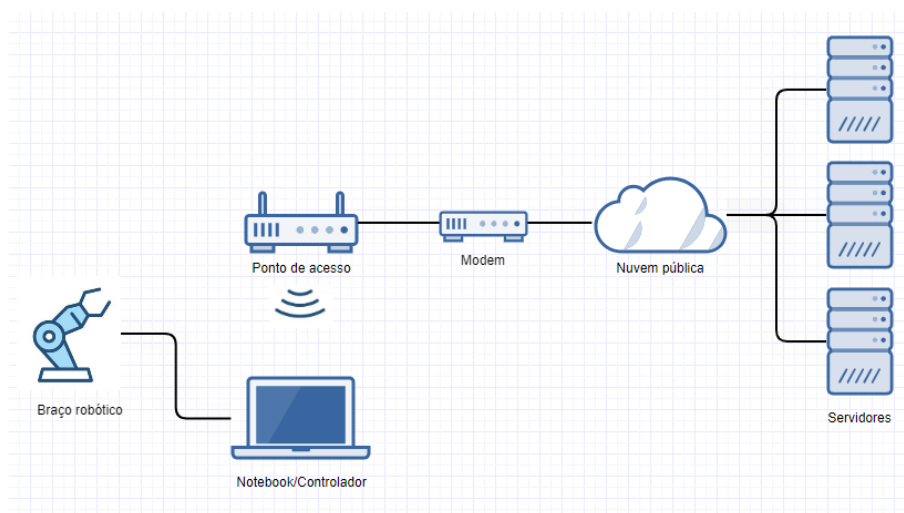 Ponto de acesso
Modem
Nuvem pública
Braço robótico
Servidores
Notebook/Controlador